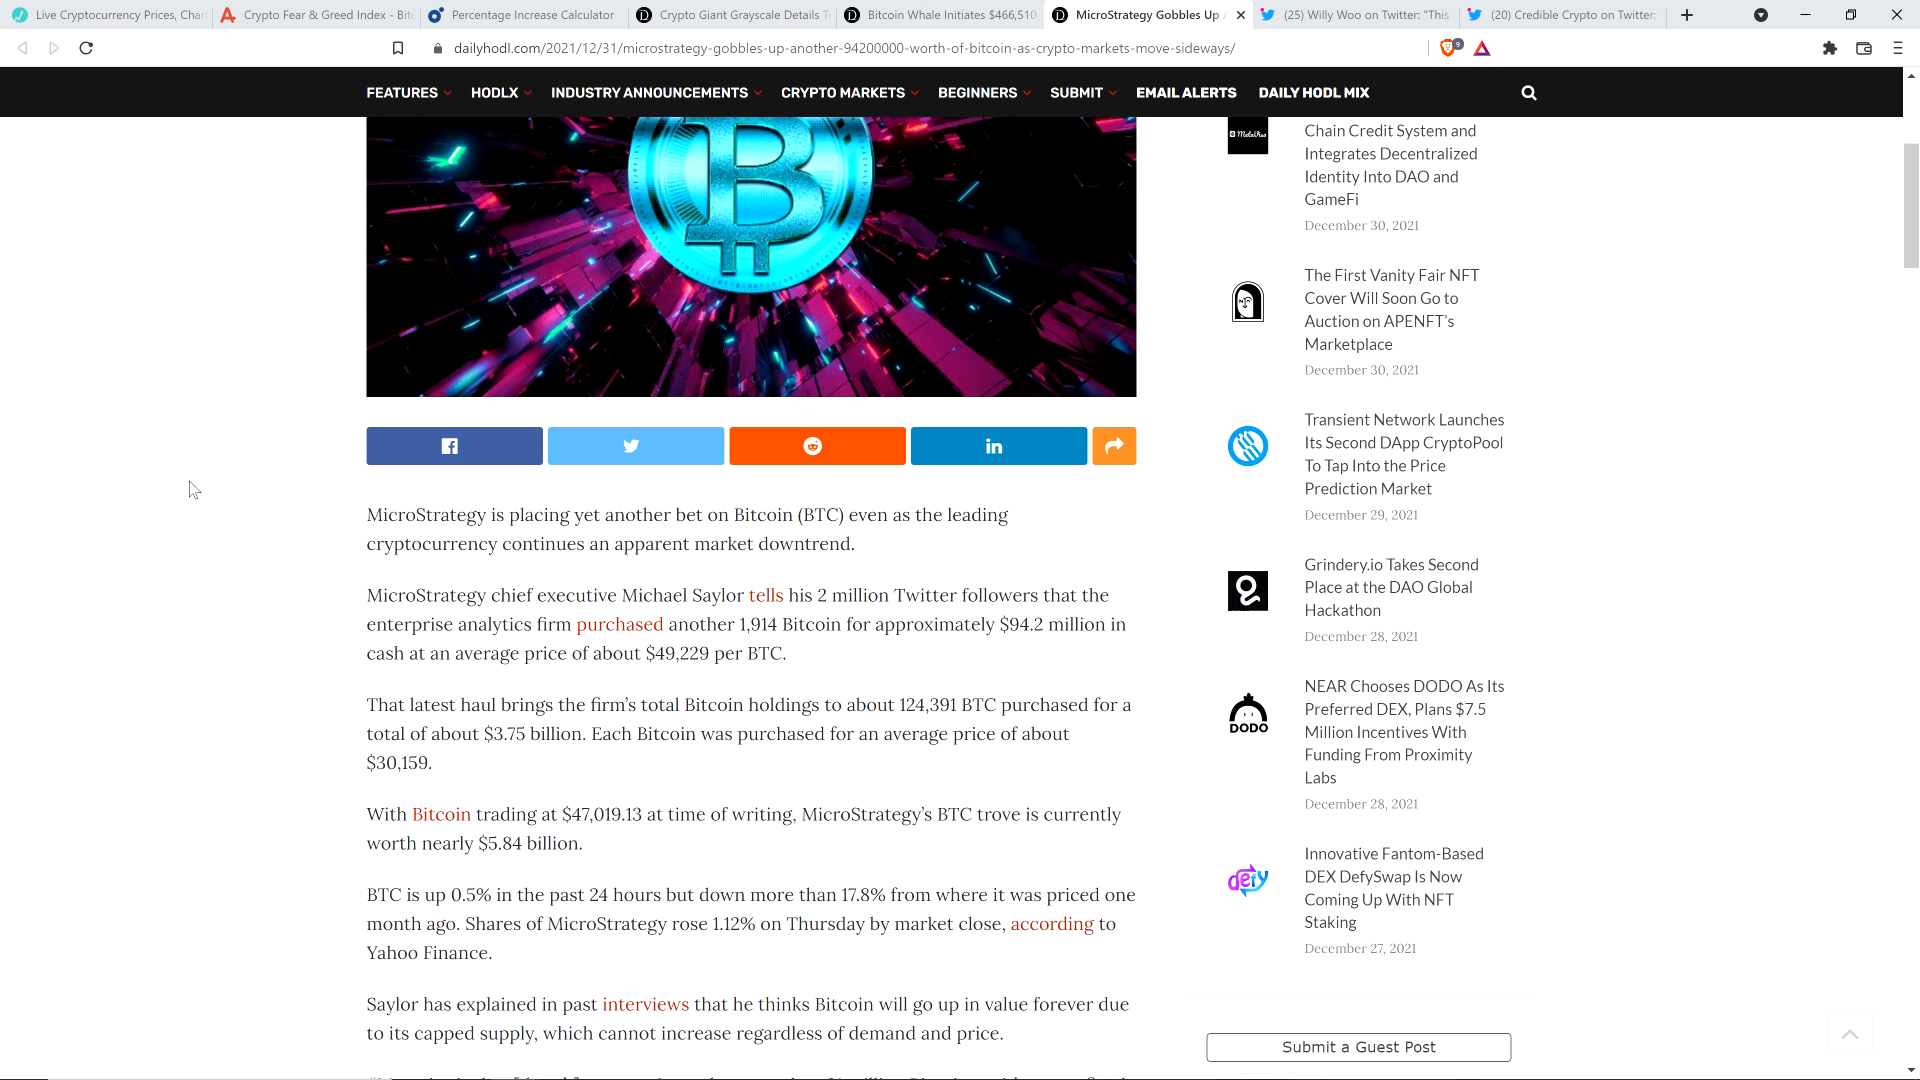 Live Cryptocurrency Prices, Char
Crypto Fear & Greed Index - Bitc
Percentage Increase Calculator
Crypto Giant Grayscale Details T
Bitcoin Whale Initiates $466,510,
MicroStrategy Gobbles Up A
(25) Willy Woo on Twitter: "This
(20) Credible Crypto on Twitter:
dailyhodl.com/2021/12/31/microstrategy-gobbles-up-another-94200000-worth-of-bitcoin-as-crypto-markets-move-sideways/
9
FEATURES HODLX INDUSTRY ANNOUNCEMENTS CRYPTO MARKETS BEGINNERS SUBMIT EMAIL ALERTS DAILY HODL MIX
MicroStrategy is placing yet another bet on Bitcoin (BTC) even as the leading
cryptocurrency continues an apparent market downtrend.
MicroStrategy chief executive Michael Saylor tells his 2 million Twitter followers that the
enterprise analytics firm purchased another 1,914 Bitcoin for approximately $94.2 million in
cash at an average price of about $49,229 per BTC.
That latest haul brings the firm's total Bitcoin holdings to about 124,391 BTC purchased for a
total of about $3.75 billion. Each Bitcoin was purchased for an average price of about
$30,159.
With Bitcoin trading at $47,019.13 at time of writing, MicroStrategy's BTC trove is currently
worth nearly $5.84 billion.
BTC is up 0.5% in the past 24 hours but down more than 17.8% from where it was priced one
month ago. Shares of MicroStrategy rose 1.12% on Thursday by market close, according to
Yahoo Finance.
Saylor has explained in past interviews that he thinks Bitcoin will go up in value forever due
to its capped supply, which cannot increase regardless of demand and price.
Chain Credit System and
Integrates Decentralized
Identity Into DAO and
GameFi
December 30, 2021
The First Vanity Fair NFT
Cover Will Soon Go to
Auction on APENFT's
Marketplace
December 30, 2021
Transient Network Launches
Its Second DApp CryptoPool
To Tap Into the Price
Prediction Market
December 29, 2021
Grindery.io Takes Second
Place at the DAO Global
Hackathon
December 28, 2021
DODO
NEAR Chooses DODO As Its
Preferred DEX, Plans $7.5
Million Incentives With
Funding From Proximity
Labs
December 28, 2021
defy
Innovative Fantom-Based
DEX DefySwap Is Now
Coming Up With NFT
Staking
December 27, 2021
Submit a Guest Post